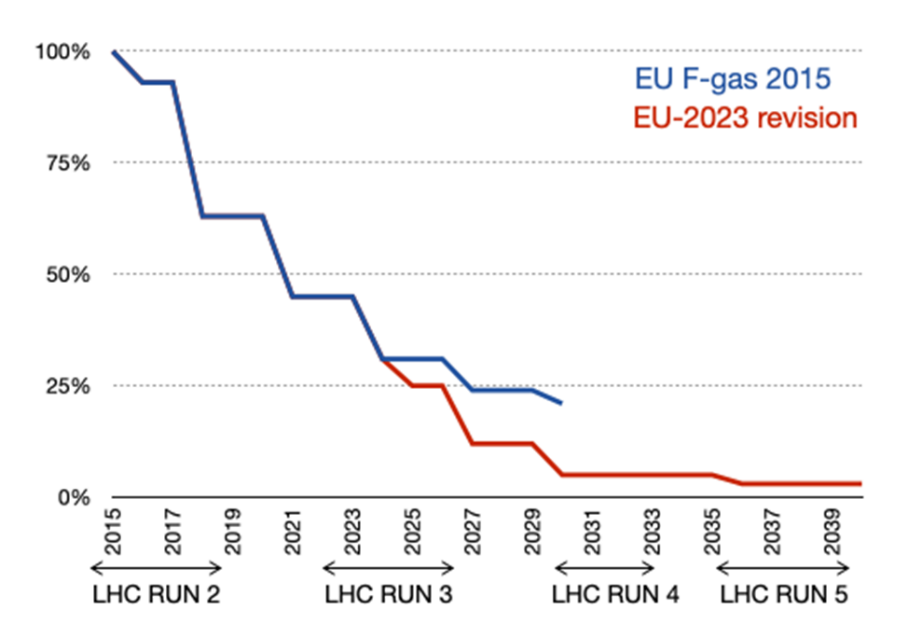 100%
EU F-gas 2015
EU-2023 revision
75%
50%
25%
0%
2015 2017 2019 2021 2023 2025 2027 2029 2031 2033 2035 2037 2039
LHC RUN 2 LHC RUN 3 LHC RUN 4 LHC RUN 5